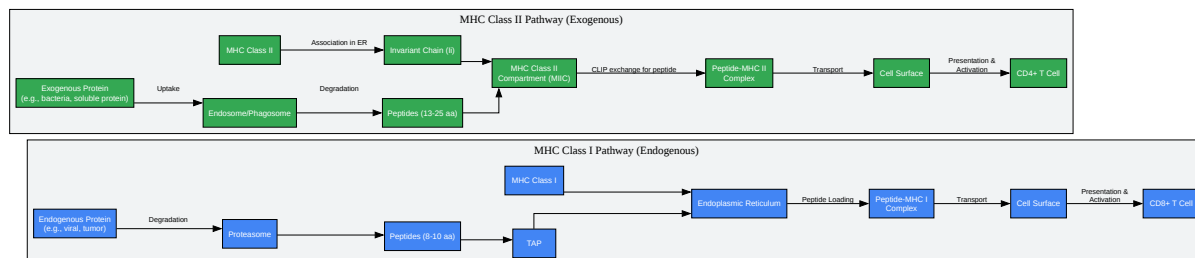 MHC Class II Pathway (Exogenous)
MHC Class II
Association in ER
Invariant Chain (Ii)
Exogenous Protein
(e.g., bacteria, soluble protein)
Uptake
Endosome/Phagosome
Degradation
Peptides (13-25 aa)
MHC Class II
Compartment (MIIC)
CLIP exchange for peptide
Peptide-MHC II
Complex
Transport
Cell Surface
Presentation &
Activation
CD4+ T Cell
MHC Class I Pathway (Endogenous)
MHC Class I
Endogenous Protein
(e.g., viral, tumor)
Degradation
Proteasome
Peptides (8-10 aa)
TAP
Endoplasmic Reticulum
Peptide Loading
Peptide-MHC I
Complex
Transport
Cell Surface
Presentation &
Activation
CD8+ T Cell